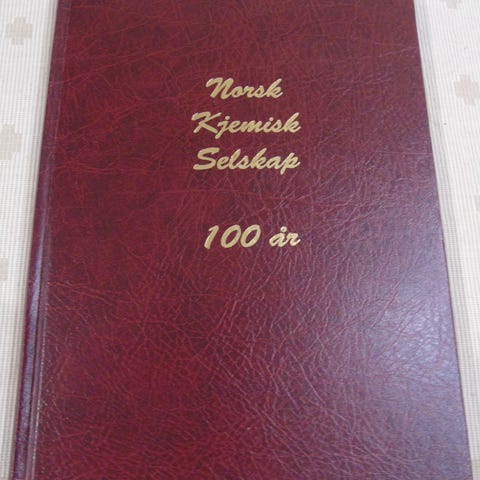 Norsk
Kjemisk
Selskap
100 år